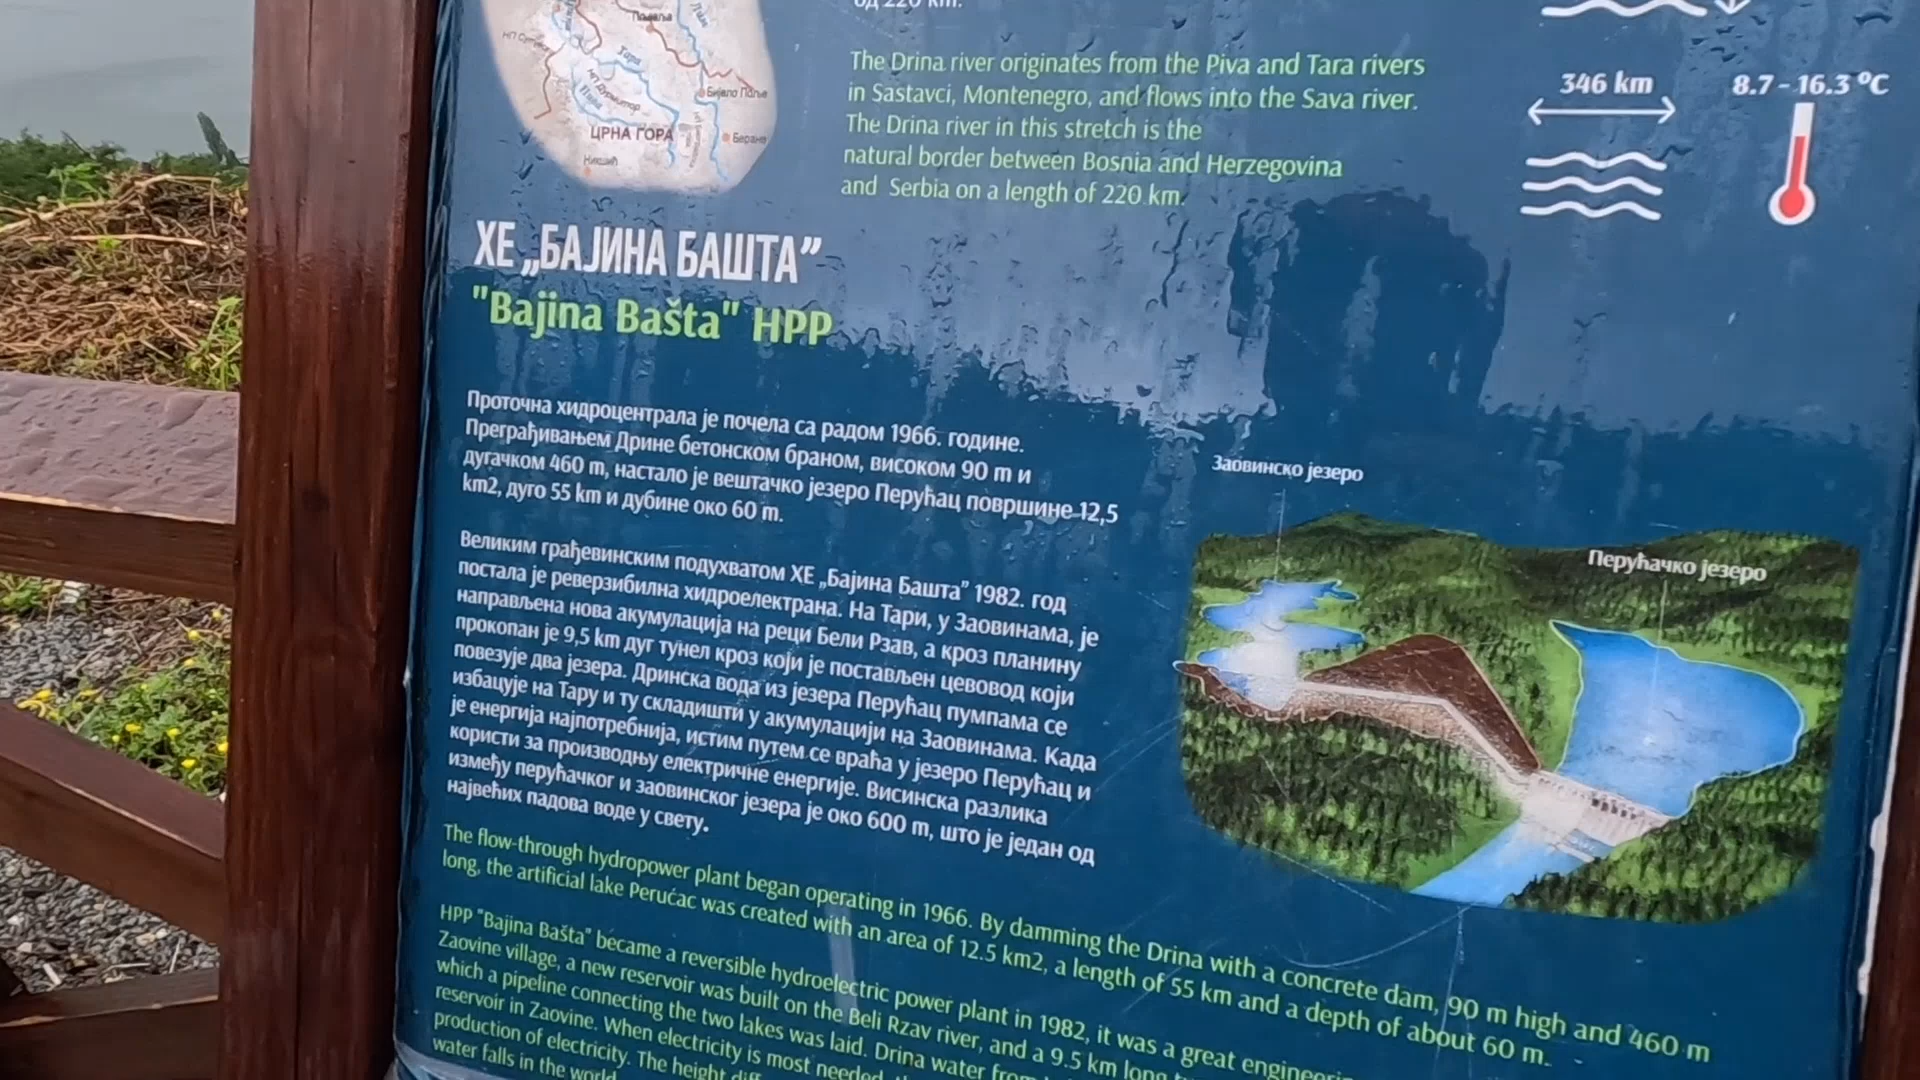 Тара
НП Дурмитор
Пива
Бијело Поље
ЦРНА ГОРА
Беране
Никшић
од 220 km.
The Drina river originates from the Piva and Tara rivers
in Sastavci, Montenegro, and flows into the Sava river.
The Drina river in this stretch is the
natural border between Bosnia and Herzegovina
and Serbia on a length of 220 km.
346 km
8.7 - 16.3 ºC
ХЕ „БАЈИНА БАШТА”
"Bajina Bašta" HPP
Проточна хидроцентрала је почела са радом 1966. године.
Преграђивањем Дрине бетонском браном, високом 90 m и
дугачком 460 m, настало је вештачко језеро Перућац површине 12,5
km2, дуго 55 km и дубине око 60 m.
Великим грађевинским подухватом ХЕ „Бајина Башта” 1982. год
постала је реверзибилна хидроелектрана. На Тари, у Заовинама, је
направљена нова акумулација на реци Бели Рзав, а кроз планину
прокопан је 9,5 km дуг тунел кроз који је постављен цевовод који
повезује два језера. Дринска вода из језера Перућац пумпама се
избацује на Тару и ту складишти у акумулацији на Заовинама. Када
је енергија најпотребнија, истим путем се враћа у језеро Перућац и
користи за производњу електричне енергије. Висинска разлика
између перућачког и заовинског језера је око 600 m, што је један од
највећих падова воде у свету.
Заовинско језеро
Перућачко језеро
The flow-through hydropower plant began operating in 1966. By damming the Drina with a concrete dam, 90 m high and 460 m
long, the artificial lake Perućac was created with an area of 12.5 km2, a length of 55 km and a depth of about 60 m.
HPP "Bajina Bašta" became a reversible hydroelectric power plant in 1982, it was a great
Zaovine village, a new reservoir was built on the Beli Rzav river, and a 9.5 km long
which a pipeline connecting the two lakes was laid. Drina water from
reservoir in Zaovine. When electricity is most needed,
production of electricity. The height
water falls in the world.